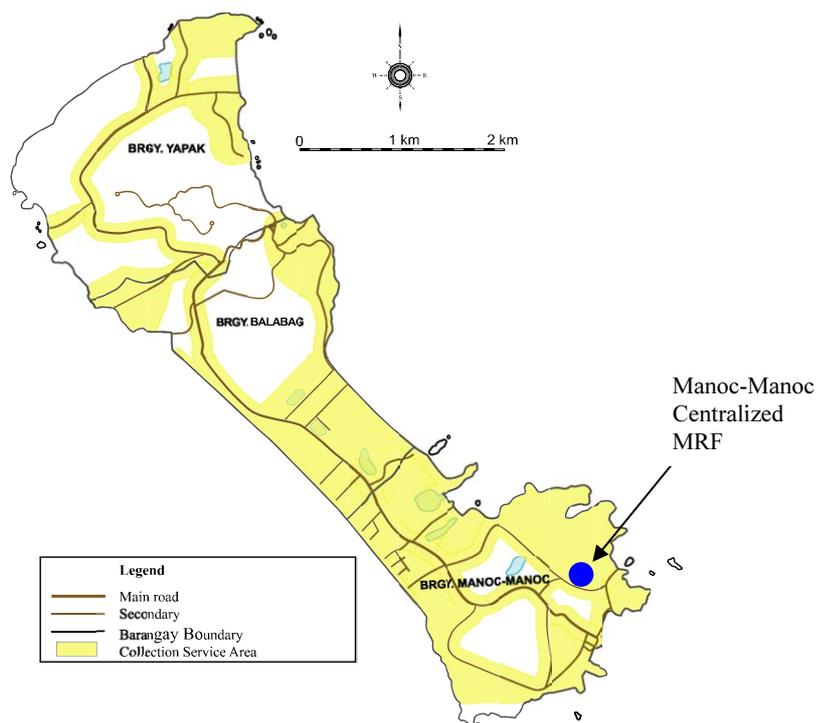 N
W E
S
0 1 km 2 km
BRGY. YAPAK
BRGY. BALABAG
Manoc-Manoc
Centralized
MRF
BRGY. MANOC-MANOC
Legend
Main road
Secondary
Barangay Boundary
Collection Service Area